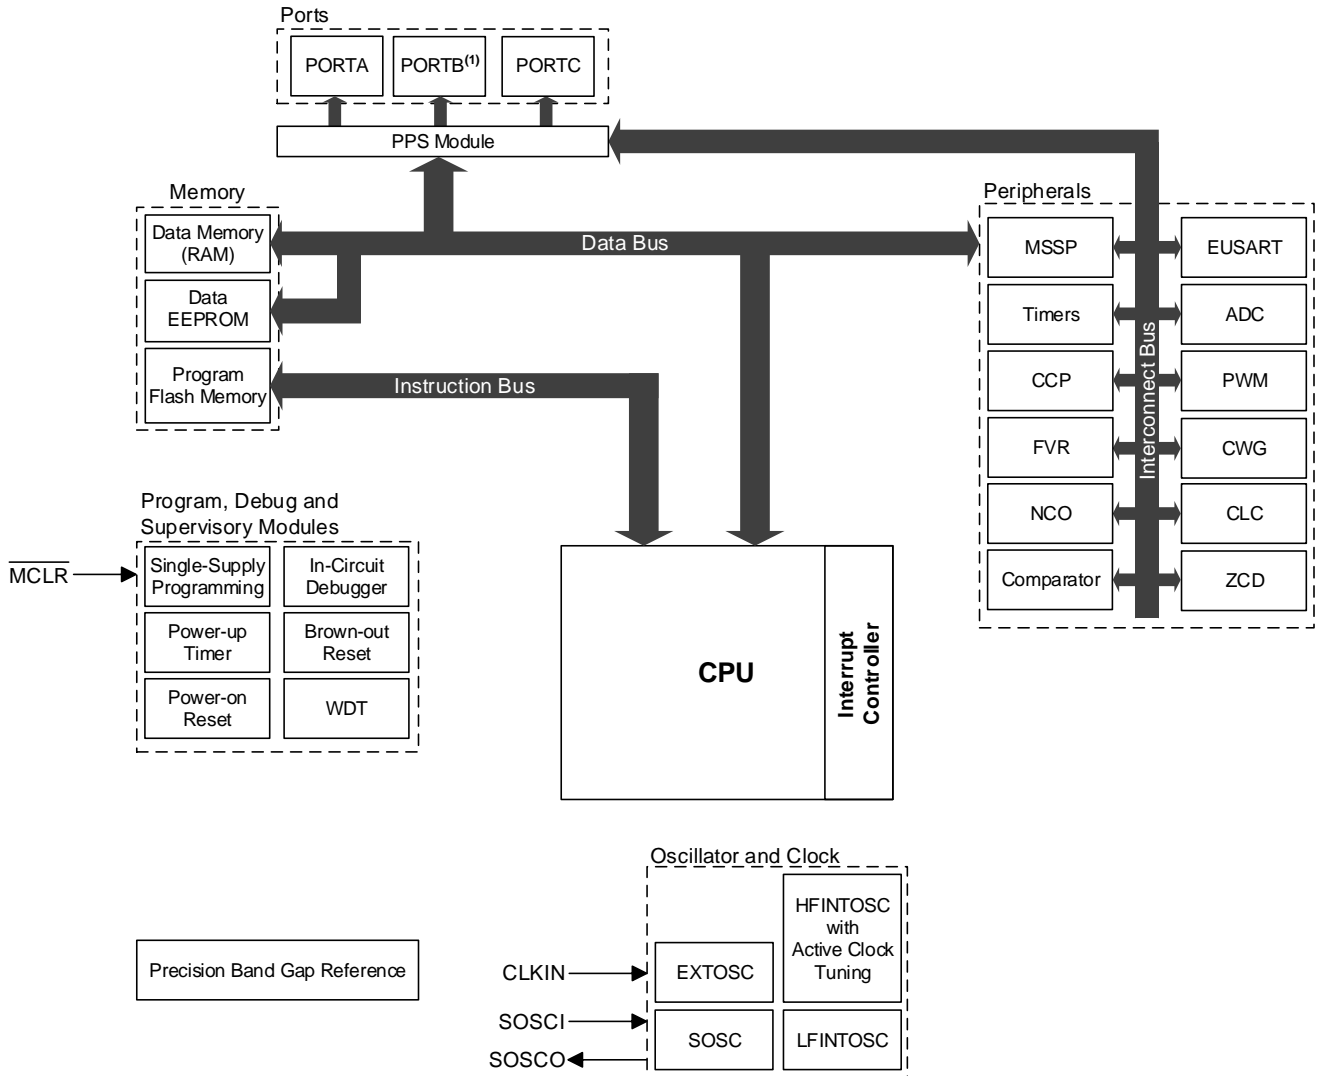 Ports
PORTA
PORTB(1)
PORTC
PPS Module
Memory
Data Memory
(RAM)
Data
EEPROM
Program
Flash Memory
Data Bus
Instruction Bus
Peripherals
MSSP
EUSART
Timers
ADC
CCP
PWM
FVR
CWG
NCO
CLC
Comparator
ZCD
Interconnect Bus
Program, Debug and
Supervisory Modules
MCLR
Single-Supply
Programming
In-Circuit
Debugger
Power-up
Timer
Brown-out
Reset
Power-on
Reset
WDT
CPU
Interrupt
Controller
Oscillator and Clock
HFINTOSC
with
Active Clock
Tuning
Precision Band Gap Reference
CLKIN
EXTOSC
SOSCI
SOSCO
SOSC
LFINTOSC